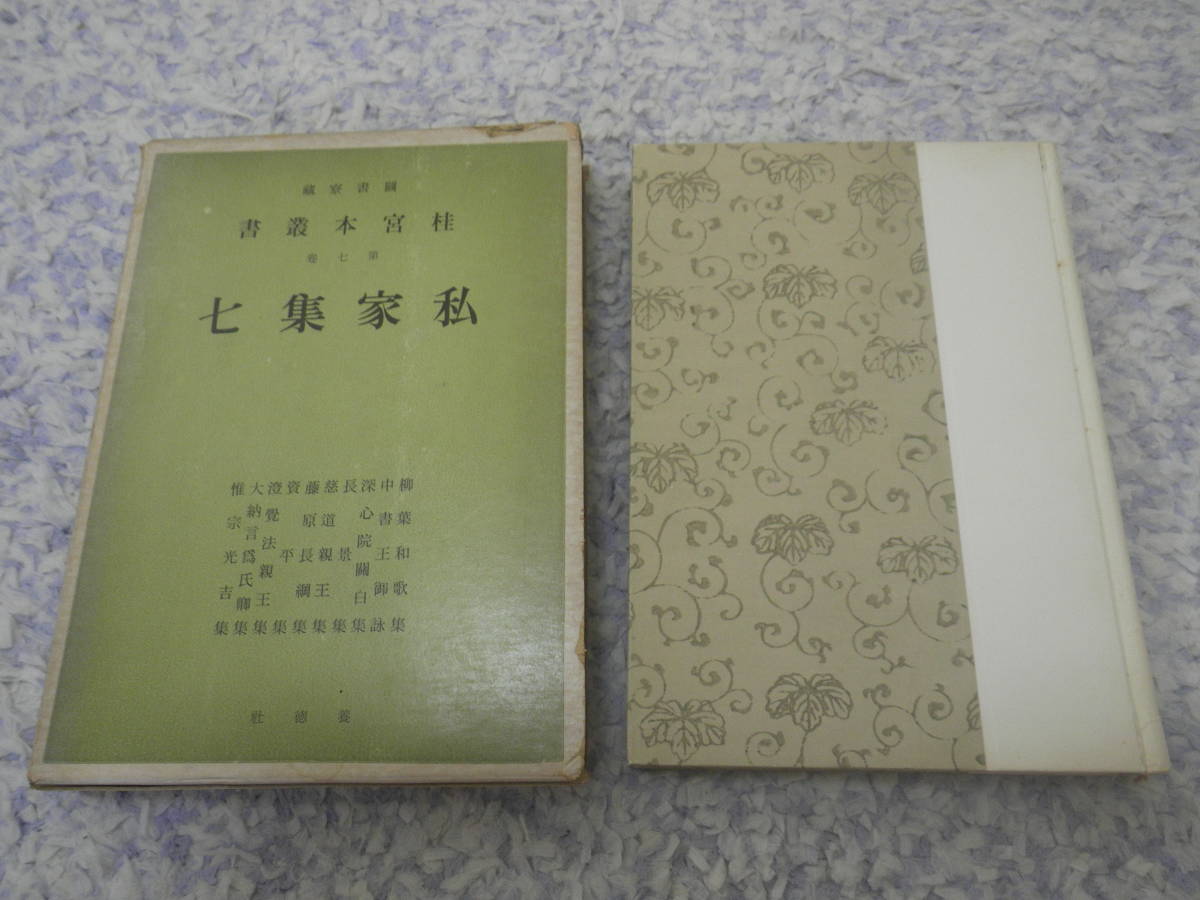 圖書寮藏
桂宮本叢書
第七卷
私家集七
柳葉和歌集
中書王御詠
深心院關白集
長景集
慈道親王集
藤原長綱集
資平集
澄覺法親王集
大納言爲氏卿集
惟宗光吉集
養德社